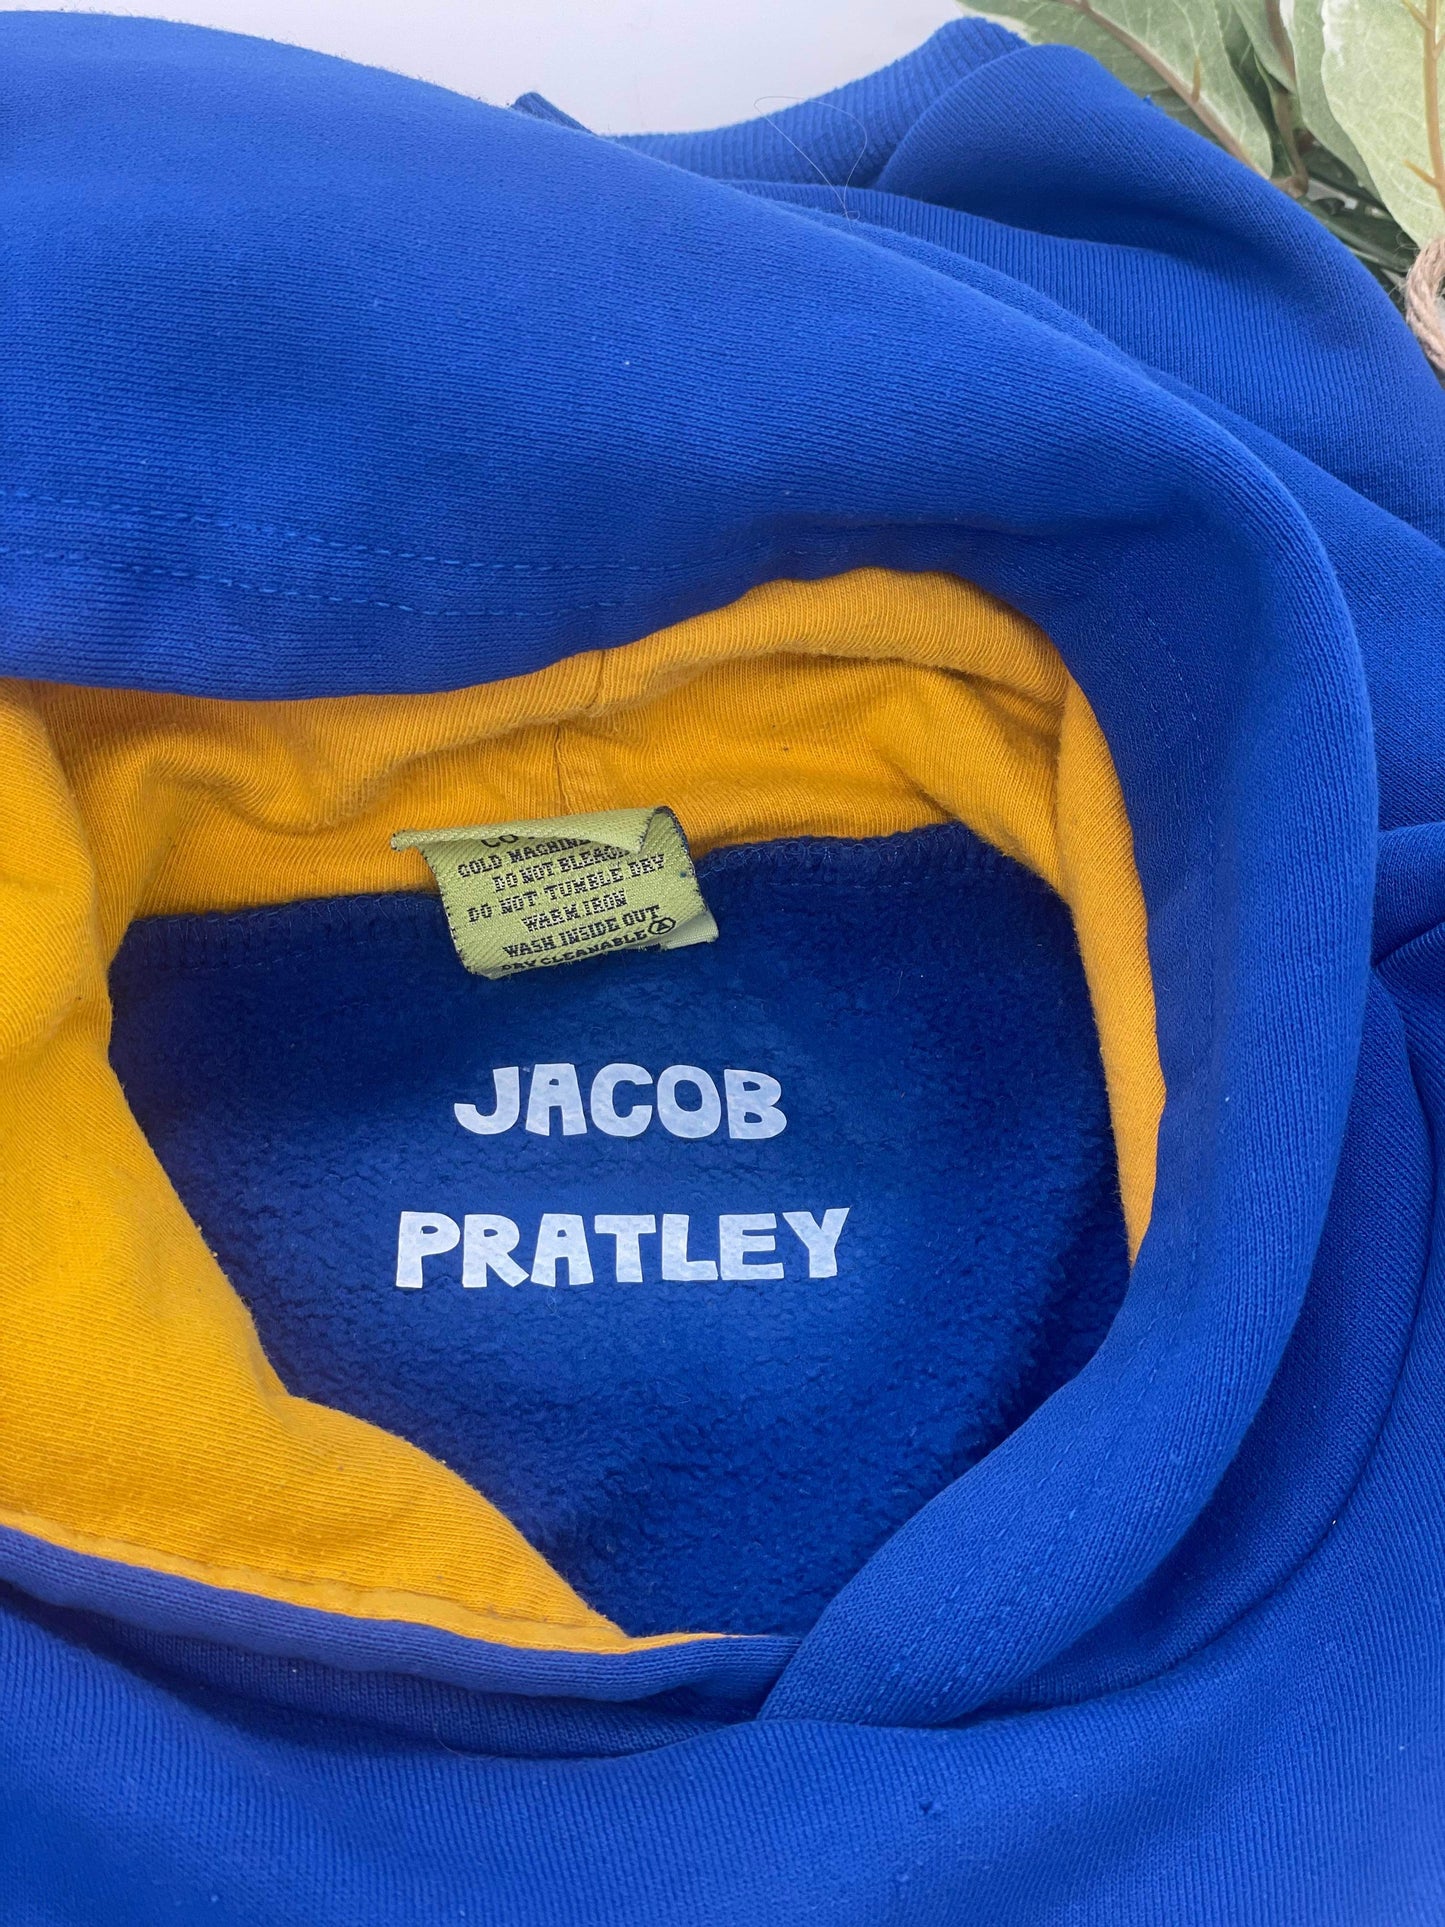 COLD MACHINE
DO NOT BLEACH
DO NOT TUMBLE DRY
WARM IRON
WASH INSIDE OUT
DRY CLEANABLE Ⓐ
JACOB
PRATLEY